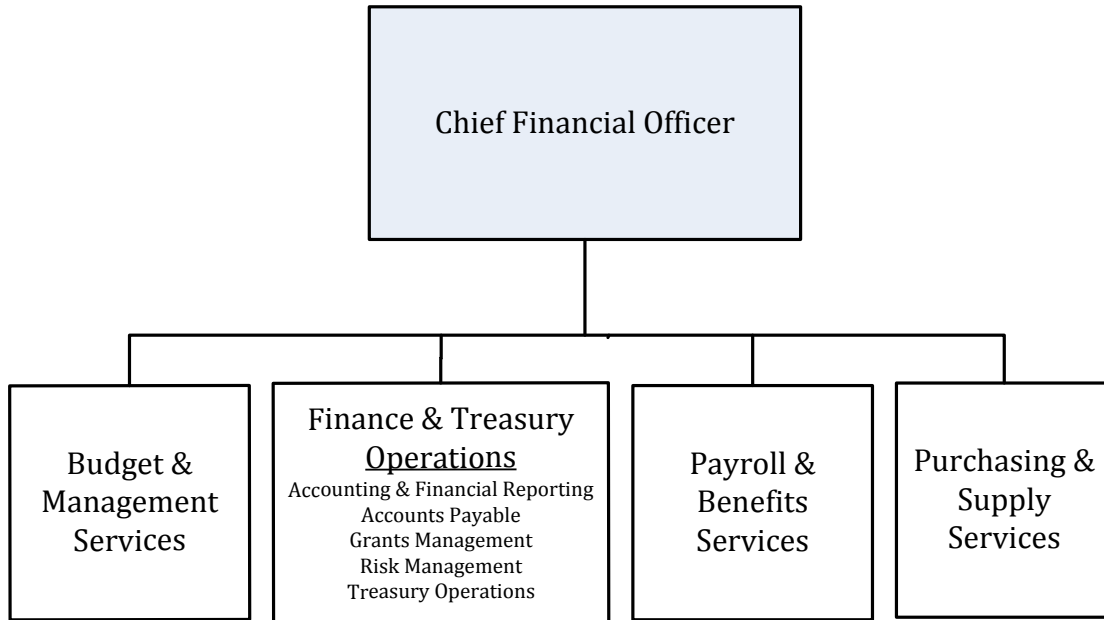 Chief Financial Officer
Budget &
Management
Services
Finance & Treasury
Operations
Accounting & Financial Reporting
Accounts Payable
Grants Management
Risk Management
Treasury Operations
Payroll &
Benefits
Services
Purchasing &
Supply
Services